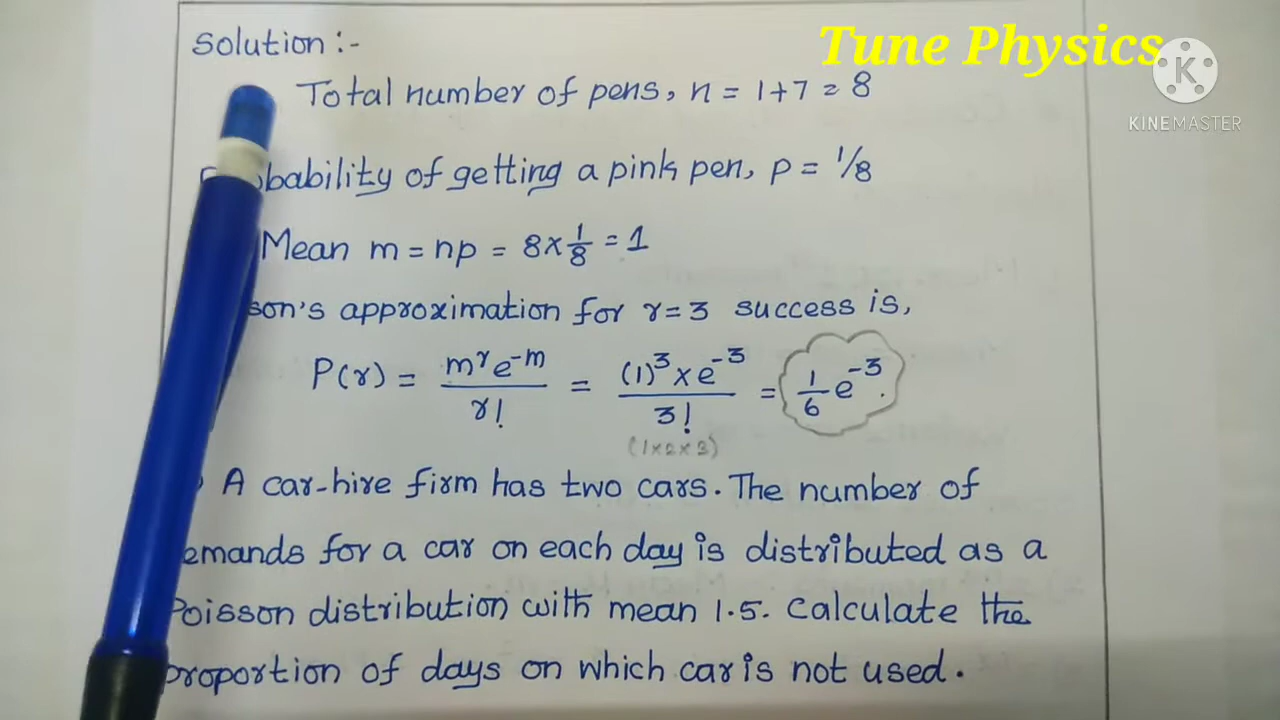 Solution :-
Tune Physics
K
KINEMASTER
Total number of pens, n = 1+7 = 8
bability of getting a pink pen, p = 1/8
Mean m = np = 8 × 1/8 = 1
son's approximation for r = 3 success is,
P(r) = m^r e^-m / r! = (1)^3 × e^-3 / 3! = 1/6 e^-3.
(1×2×3)
A car-hire firm has two cars. The number of
emands for a car on each day is distributed as a
Poisson distribution with mean 1.5. Calculate the
proportion of days on which car is not used.